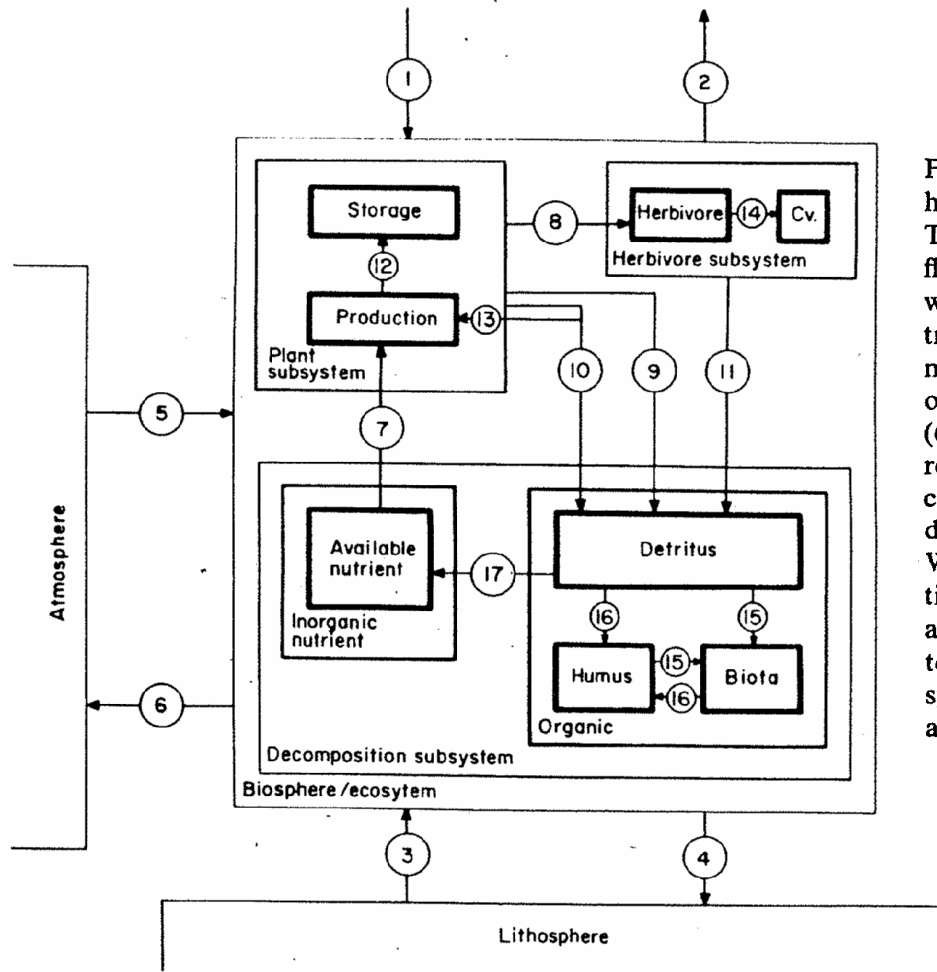 1
2
Storage
12
Production
13
Plant
subsystem
8
Herbivore
14
Cv.
Herbivore subsystem
5
7
10
9
11
Atmosphere
Available
nutrient
Inorganic
nutrient
17
Detritus
16
15
Humus
15
16
Biota
Organic
6
Decomposition subsystem
Biosphere/ecosytem
3
4
Lithosphere